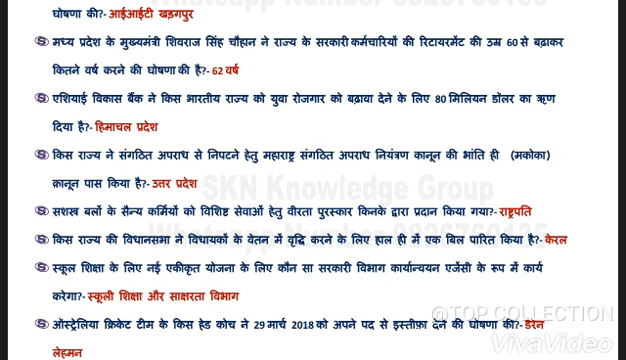 घोषणा की?- आईआईटी खड़गपुर
मध्य प्रदेश के मुख्यमंत्री शिवराज सिंह चौहान ने राज्य के सरकारी कर्मचारियों की रिटायरमेंट की उम्र 60 से बढ़ाकर
कितने वर्ष करने की घोषणा की है?- 62 वर्ष
एशियाई विकास बैंक ने किस भारतीय राज्य को युवा रोजगार को बढ़ावा देने के लिए 80 मिलियन डॉलर का ऋण
दिया है?- हिमाचल प्रदेश
किस राज्य ने संगठित अपराध से निपटने हेतु महाराष्ट्र संगठित अपराध नियंत्रण कानून की भांति ही (मकोका)
क़ानून पास किया है?- उत्तर प्रदेश
SKN Knowledge Group
सशस्त्र बलों के सैन्य कर्मियों को विशिष्ट सेवाओं हेतु वीरता पुरस्कार किनके द्वारा प्रदान किया गया?- राष्ट्रपति
किस राज्य की विधानसभा ने विधायकों के वेतन में वृद्धि करने के लिए हाल ही में एक बिल पारित किया है?- केरल
स्कूल शिक्षा के लिए नई एकीकृत योजना के लिए कौन सा सरकारी विभाग कार्यान्वयन एजेंसी के रूप में कार्य
करेगा?- स्कूली शिक्षा और साक्षरता विभाग
@TOP COLLECTION
ऑस्ट्रेलिया क्रिकेट टीम के किस हेड कोच ने 29 मार्च 2018 को अपने पद से इस्तीफ़ा देने की घोषणा की?- डैरेन
VivaVideo
लेहमन